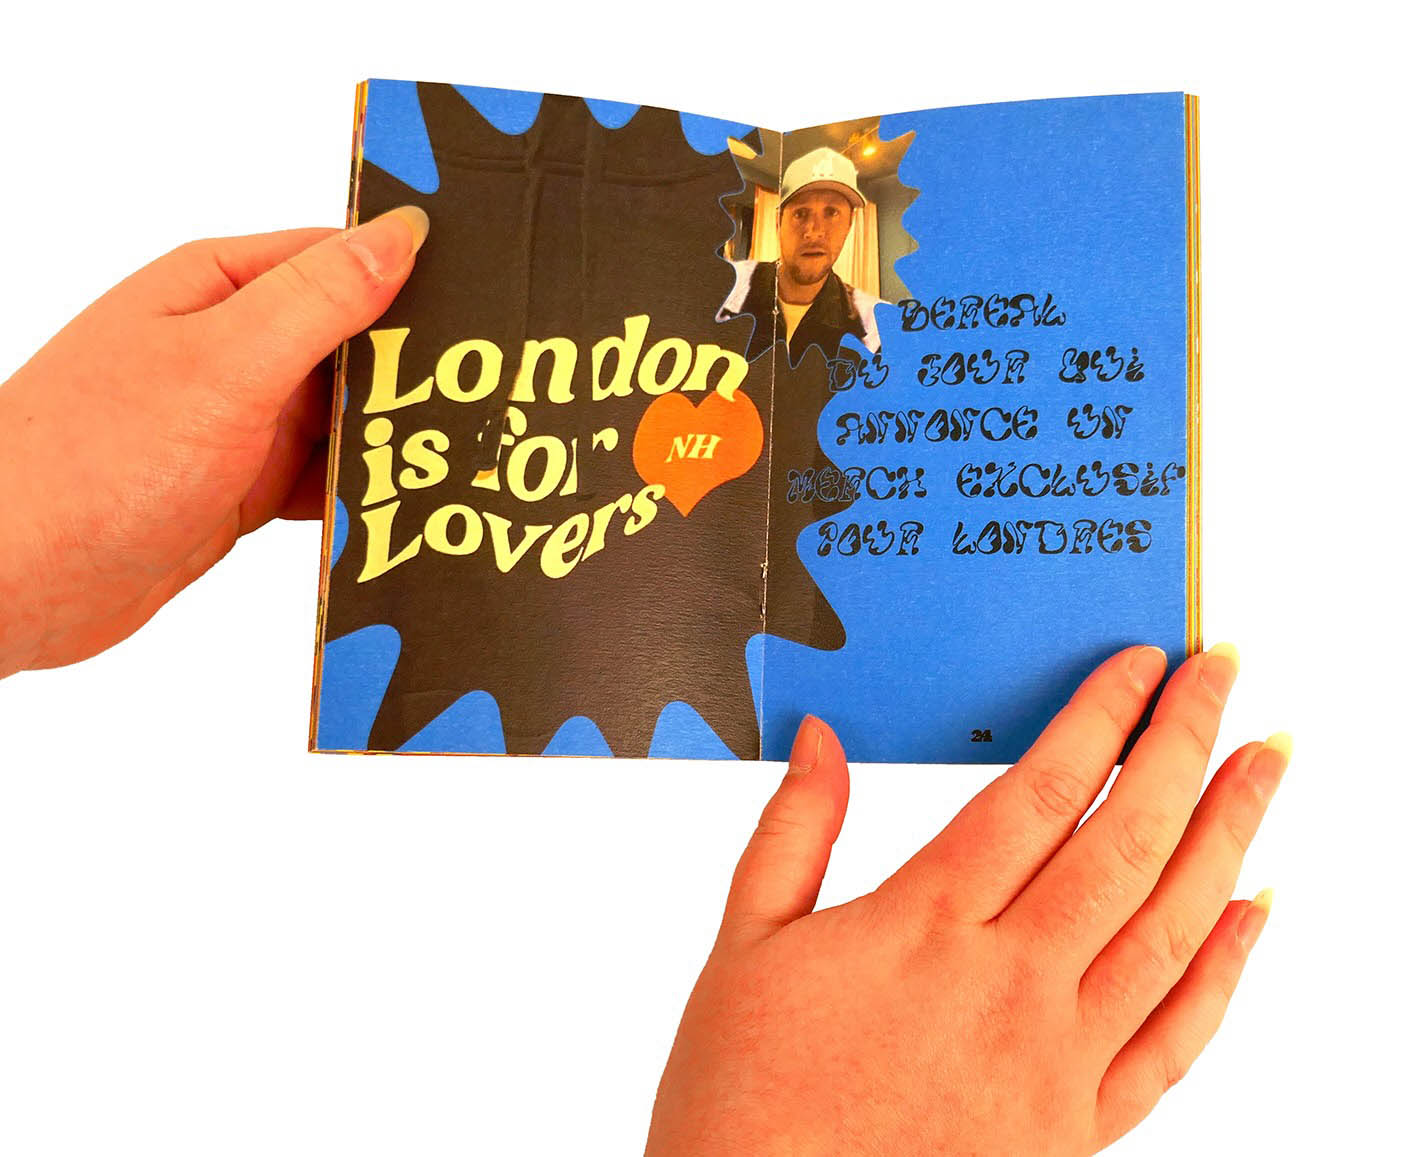 London
is for
Lovers
NH
BEREAL
DU JOUR QUi
ANNONCE UN
MERCH EXCLUSiF
POUR LONDRES
24